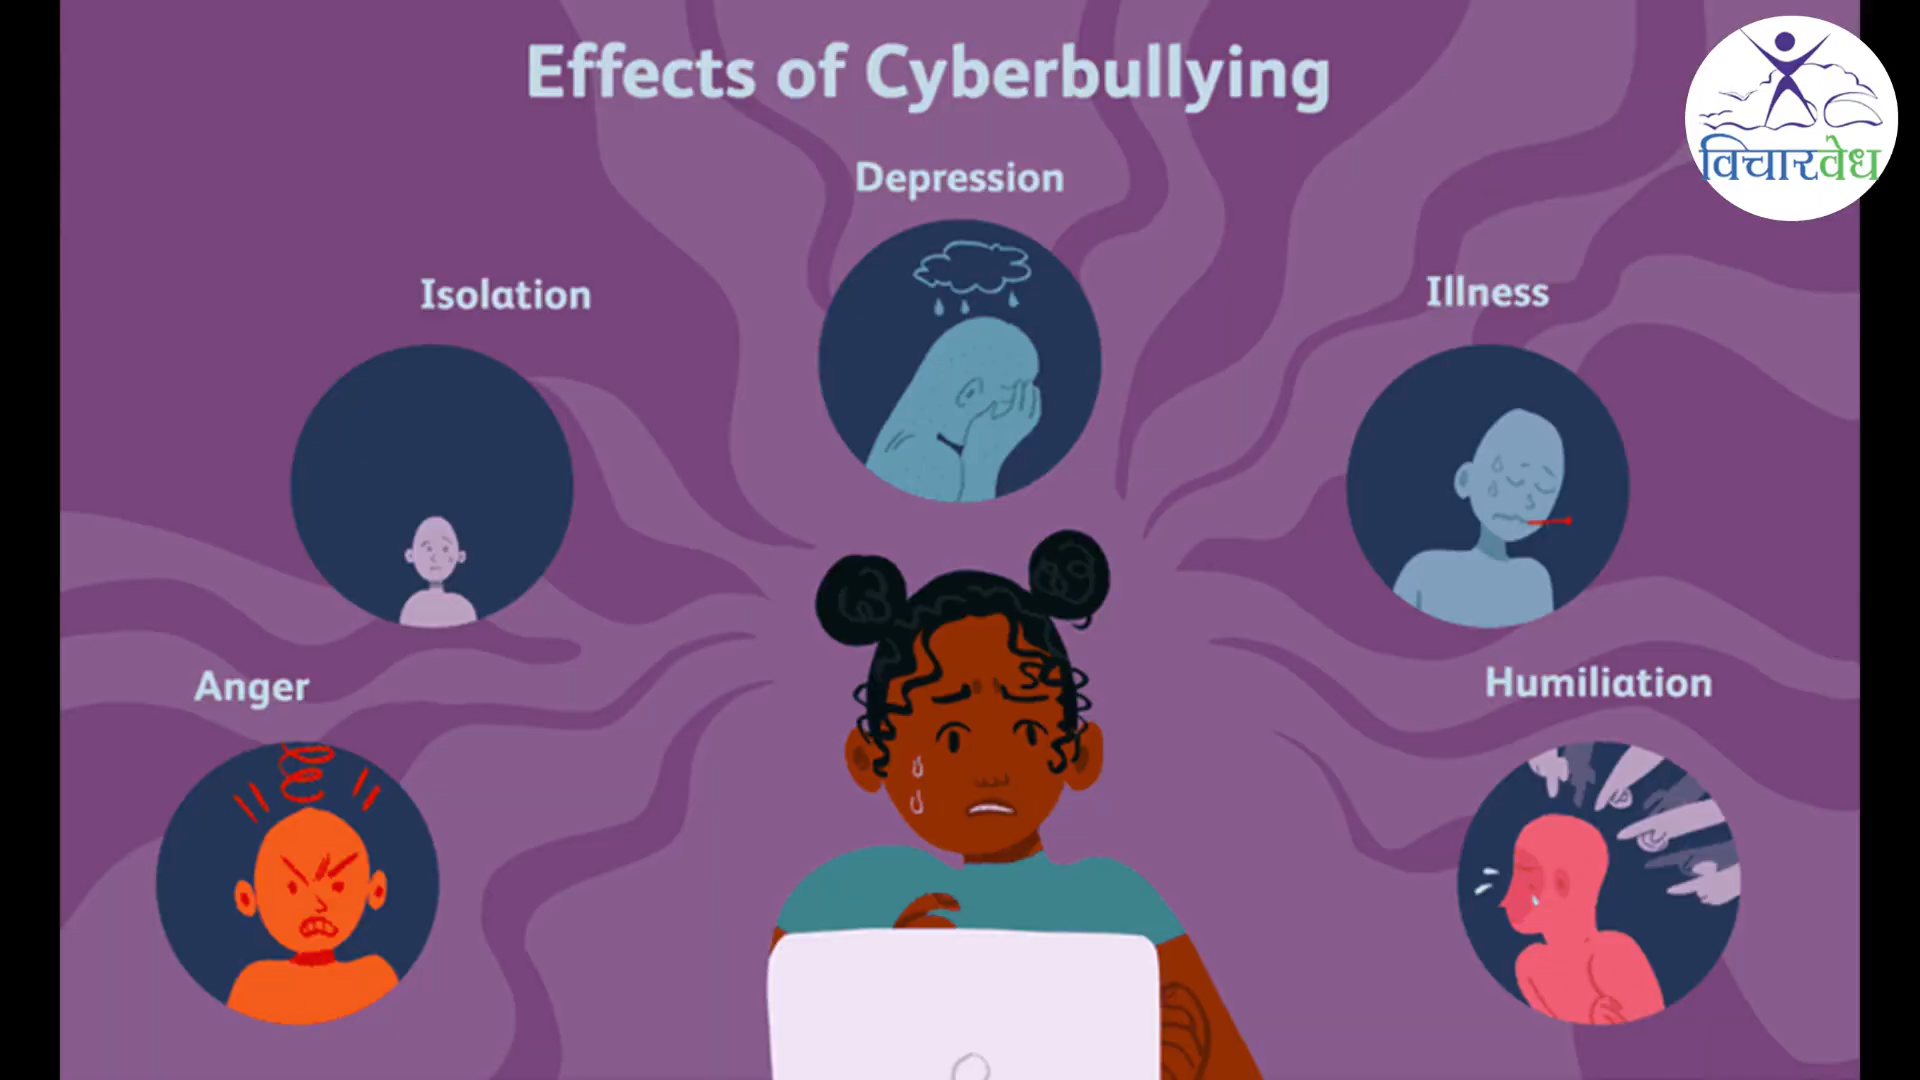 Effects of Cyberbullying
विचारवेध
Depression
Isolation
Illness
Anger
Humiliation